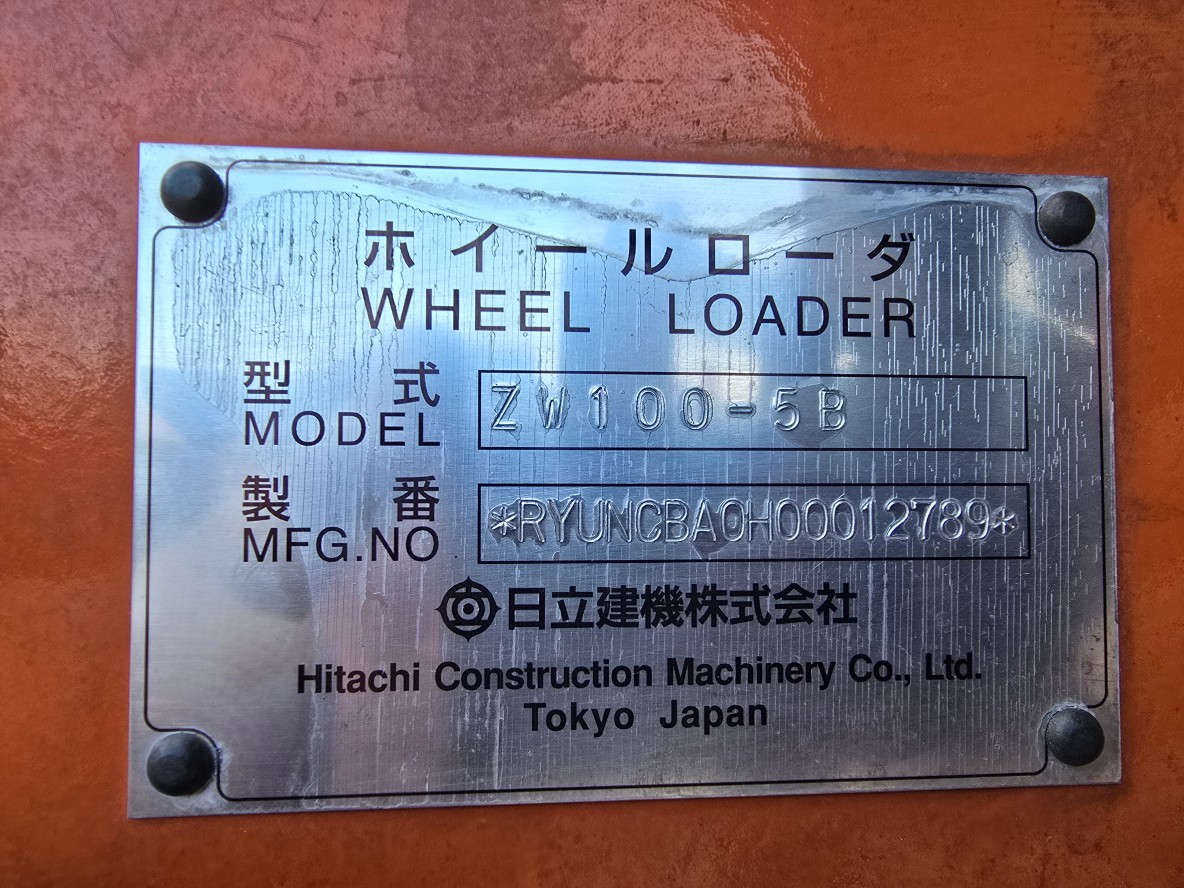 ホイールローダ
WHEEL LOADER
型式 ZW100-5B
MODEL
製番 *RYUNCBA0H00012789*
MFG.NO
日立建機株式会社
Hitachi Construction Machinery Co., Ltd.
Tokyo Japan